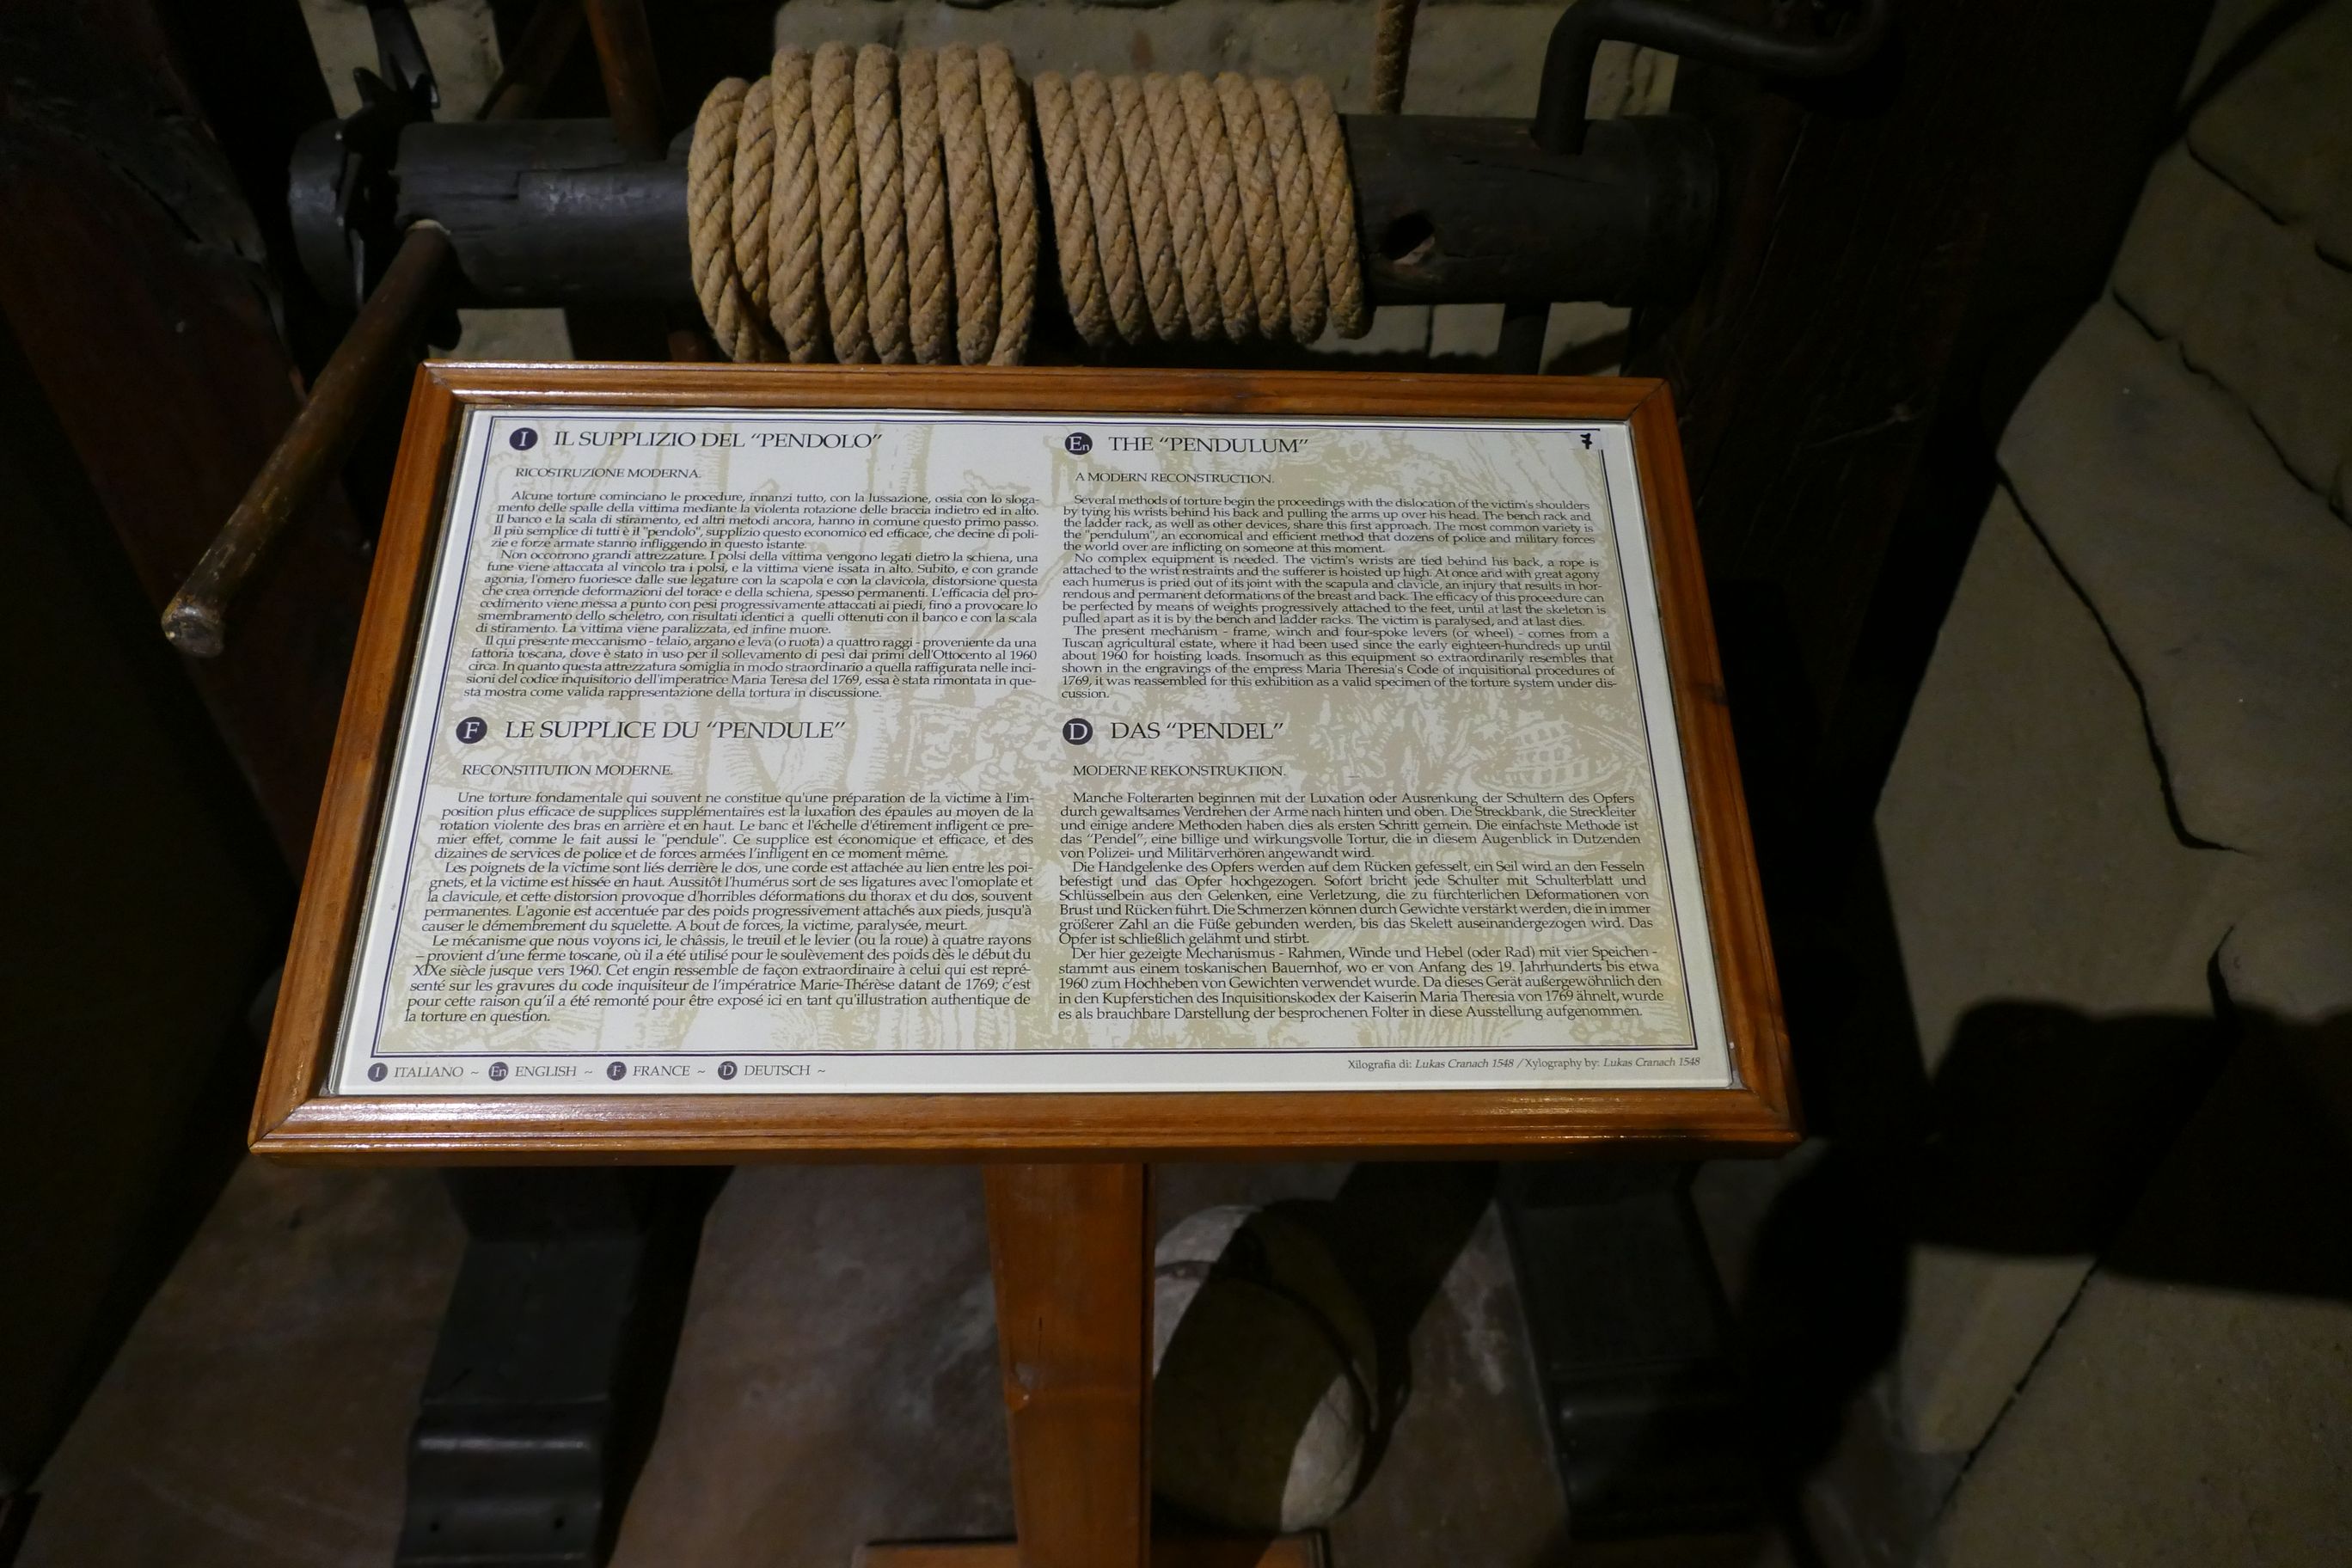 I IL SUPPLIZIO DEL “PENDOLO”
RICOSTRUZIONE MODERNA.
Alcune torture cominciano le procedure, innanzi tutto, con la lussazione, ossia con lo sloga-
mento delle spalle della vittima mediante la violenta rotazione delle braccia indietro ed in alto.
Il banco e la scala di stiramento, ed altri metodi ancora, hanno in comune questo primo passo.
Il più semplice di tutti è il "pendolo", supplizio questo economico ed efficace, che decine di poli-
zie e forze armate stanno infliggendo in questo istante.
Non occorrono grandi attrezzature. I polsi della vittima vengono legati dietro la schiena, una
fune viene attaccata al vincolo tra i polsi, e la vittima viene issata in alto. Subito, e con grande
agonia, l'omero fuoriesce dalle sue legature con la scapola e con la clavicola, distorsione questa
che crea orrende deformazioni del torace e della schiena, spesso permanenti. L'efficacia del pro-
cedimento viene messa a punto con pesi progressivamente attaccati ai piedi, fino a provocare lo
smembramento dello scheletro, con risultati identici a quelli ottenuti con il banco e con la scala
di stiramento. La vittima viene paralizzata, ed infine muore.
Il qui presente meccanismo - telaio, argano e leva (o ruota) a quattro raggi - proveniente da una
fattoria toscana, dove è stato in uso per il sollevamento di pesi dai primi dell'Ottocento al 1960
circa. In quanto questa attrezzatura somiglia in modo straordinario a quella raffigurata nelle inci-
sioni del codice inquisitorio dell'imperatrice Maria Teresa del 1769, essa è stata rimontata in que-
sta mostra come valida rappresentazione della tortura in discussione.
En THE “PENDULUM”
7
A MODERN RECONSTRUCTION.
Several methods of torture begin the proceedings with the dislocation of the victim's shoulders
by tying his wrists behind his back and pulling the arms up over his head. The bench rack and
the ladder rack, as well as other devices, share this first approach. The most common variety is
the "pendulum", an economical and efficient method that dozens of police and military forces
the world over are inflicting on someone at this moment.
No complex equipment is needed. The victim's wrists are tied behind his back, a rope is
attached to the wrist restraints and the sufferer is hoisted up high. At once and with great agony
each humerus is pried out of its joint with the scapula and clavicle, an injury that results in hor-
rendous and permanent deformations of the breast and back. The efficacy of this proceedure can
be perfected by means of weights progressively attached to the feet, until at last the skeleton is
pulled apart as it is by the bench and ladder racks. The victim is paralysed, and at last dies.
The present mechanism - frame, winch and four-spoke levers (or wheel) - comes from a
Tuscan agricultural estate, where it had been used since the early eighteen-hundreds up until
about 1960 for hoisting loads. Insomuch as this equipment so extraordinarily resembles that
shown in the engravings of the empress Maria Theresia's Code of inquisitional procedures of
1769, it was reassembled for this exhibition as a valid specimen of the torture system under dis-
cussion.
F LE SUPPLICE DU “PENDULE”
RECONSTITUTION MODERNE.
Une torture fondamentale qui souvent ne constitue qu'une préparation de la victime à l'im-
position plus efficace de supplices supplémentaires est la luxation des épaules au moyen de la
rotation violente des bras en arrière et en haut. Le banc et l'échelle d'étirement infligent ce pre-
mier effet, comme le fait aussi le "pendule". Ce supplice est économique et efficace, et des
dizaines de services de police et de forces armées l'infligent en ce moment même.
Les poignets de la victime sont liés derrière le dos, une corde est attachée au lien entre les poi-
gnets, et la victime est hissée en haut. Aussitôt l'humérus sort de ses ligatures avec l'omoplate et
la clavicule, et cette distorsion provoque d'horribles déformations du thorax et du dos, souvent
permanentes. L'agonie est accentuée par des poids progressivement attachés aux pieds, jusqu'à
causer le démembrement du squelette. A bout de forces, la victime, paralysée, meurt.
Le mécanisme que nous voyons ici, le châssis, le treuil et le levier (ou la roue) à quatre rayons
– provient d'une ferme toscane, où il a été utilisé pour le soulèvement des poids dès le début du
XIXe siècle jusque vers 1960. Cet engin ressemble de façon extraordinaire à celui qui est repré-
senté sur les gravures du code inquisiteur de l'impératrice Marie-Thérèse datant de 1769; c'est
pour cette raison qu'il a été remonté pour être exposé ici en tant qu'illustration authentique de
la torture en question.
D DAS “PENDEL”
MODERNE REKONSTRUKTION.
Manche Folterarten beginnen mit der Luxation oder Ausrenkung der Schultern des Opfers
durch gewaltsames Verdrehen der Arme nach hinten und oben. Die Streckbank, die Streckleiter
und einige andere Methoden haben dies als ersten Schritt gemein. Die einfachste Methode ist
das “Pendel”; eine billige und wirkungsvolle Tortur, die in diesem Augenblick in Dutzenden
von Polizei- und Militärverhören angewandt wird.
Die Handgelenke des Opfers werden auf dem Rücken gefesselt, ein Seil wird an den Fesseln
befestigt und das Opfer hochgezogen. Sofort bricht jede Schulter mit Schulterblatt und
Schlüsselbein aus den Gelenken, eine Verletzung, die zu fürchterlichen Deformationen von
Brust und Rücken führt. Die Schmerzen können durch Gewichte verstärkt werden, die in immer
größerer Zahl an die Füße gebunden werden, bis das Skelett auseinandergezogen wird. Das
Opfer ist schließlich gelähmt und stirbt.
Der hier gezeigte Mechanismus - Rahmen, Winde und Hebel (oder Rad) mit vier Speichen -
stammt aus einem toskanischen Bauernhof, wo er von Anfang des 19. Jahrhunderts bis etwa
1960 zum Hochheben von Gewichten verwendet wurde. Da dieses Gerät außergewöhnlich den
in den Kupferstichen des Inquisitionskodex der Kaiserin Maria Theresia von 1769 ähnelt, wurde
es als brauchbare Darstellung der besprochenen Folter in diese Ausstellung aufgenommen.
I ITALIANO ~ En ENGLISH ~ F FRANCE ~ D DEUTSCH ~
Xilografia di: Lukas Cranach 1548 / Xylography by: Lukas Cranach 1548